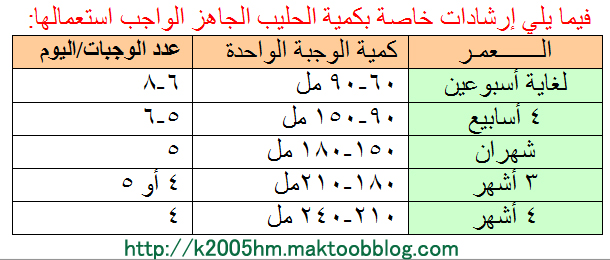 فيما يلي إرشادات خاصة بكمية الحليب الجاهز الواجب استعمالها:
الـــــــعمـر كمية الوجبة الواحدة عدد الوجبات/اليوم
لغاية أسبوعين ٦٠-٩٠ مل ٦-٨
٤ أسابيع ٩٠-١٥٠ مل ٥-٦
شهران ١٥٠-١٨٠ مل ٥
٣ أشهر ١٨٠-٢١٠مل ٤ أو ٥
٤ أشهر ٢١٠-٢٤٠ مل ٤
http://k2005hm.maktoobblog.com